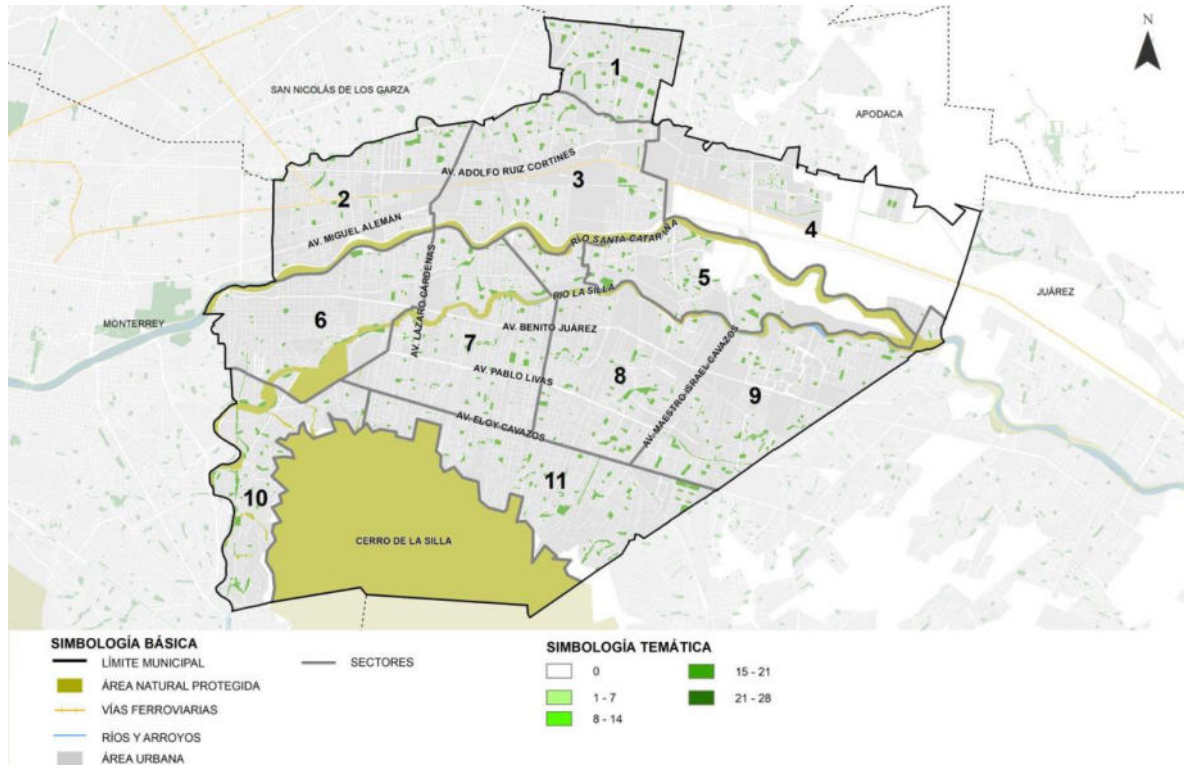 N
1
SAN NICOLÁS DE LOS GARZA
APODACA
AV. ADOLFO RUIZ CORTINES
3
2
AV. MIGUEL ALEMÁN
4
RÍO SANTA CATARINA
5
AV. LÁZARO CÁRDENAS
RIO LA SILLA
JUÁREZ
MONTERREY
6
AV. BENITO JUÁREZ
7
AV. PABLO LIVAS
8
AV. MAESTRO ISRAEL CAVAZOS
9
AV. ELOY CAVAZOS
10
11
CERRO DE LA SILLA
SIMBOLOGÍA BÁSICA
LÍMITE MUNICIPAL
SECTORES
ÁREA NATURAL PROTEGIDA
VÍAS FERROVIARIAS
RÍOS Y ARROYOS
ÁREA URBANA
SIMBOLOGÍA TEMÁTICA
0
15 - 21
1 - 7
21 - 28
8 - 14